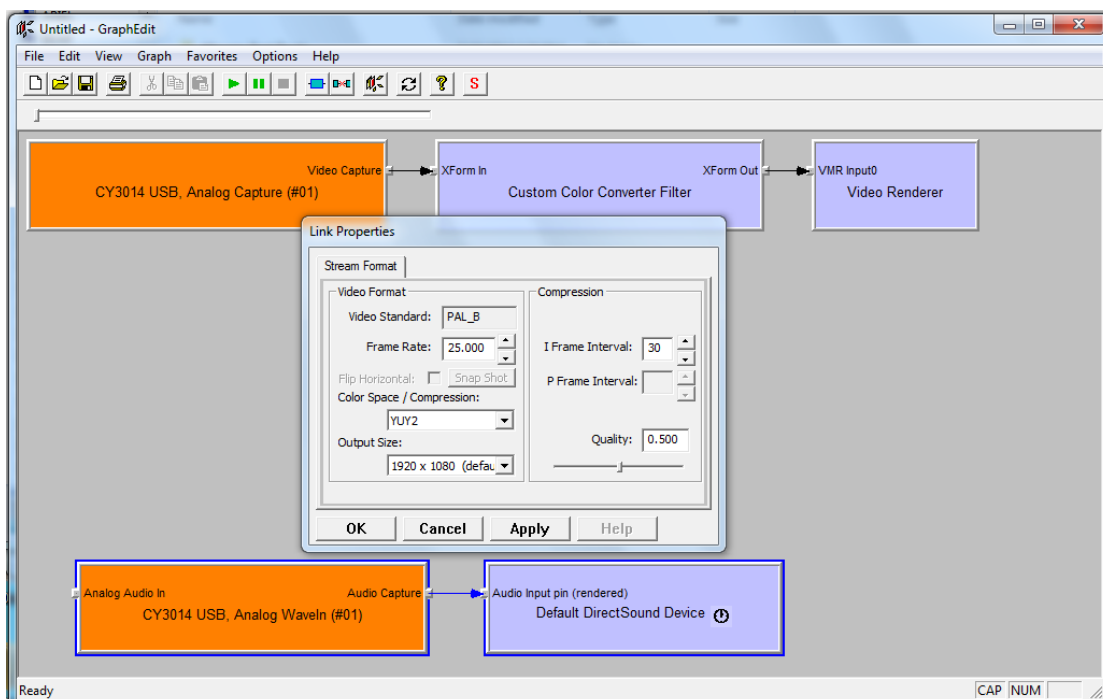 Untitled - GraphEdit
File Edit View Graph Favorites Options Help
S
Video Capture
CY3014 USB, Analog Capture (#01)
XForm In
XForm Out
Custom Color Converter Filter
VMR Input0
Video Renderer
Link Properties
Stream Format
Video Format
Video Standard: PAL_B
Frame Rate: 25.000
Flip Horizontal: Snap Shot
Color Space / Compression:
YUY2
Output Size:
1920 x 1080 (defau
Compression
I Frame Interval: 30
P Frame Interval:
Quality: 0.500
OK Cancel Apply Help
Analog Audio In
Audio Capture
CY3014 USB, Analog WaveIn (#01)
Audio Input pin (rendered)
Default DirectSound Device
Ready
CAP NUM